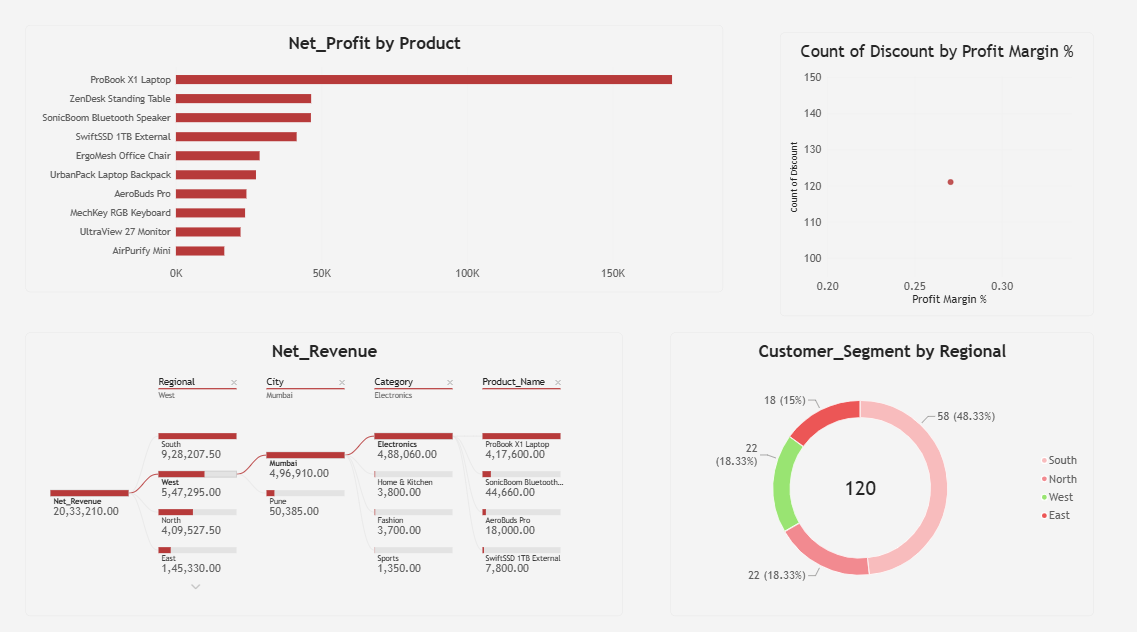 Net_Profit by Product
ProBook X1 Laptop
ZenDesk Standing Table
SonicBoom Bluetooth Speaker
SwiftSSD 1TB External
ErgoMesh Office Chair
UrbanPack Laptop Backpack
AeroBuds Pro
MechKey RGB Keyboard
UltraView 27 Monitor
AirPurify Mini
0K 50K 100K 150K
Count of Discount by Profit Margin %
Count of Discount
150
140
130
120
110
100
0.20 0.25 0.30
Profit Margin %
Net_Revenue
Regional × City × Category × Product_Name ×
West Mumbai Electronics
Net_Revenue
20,33,210.00
South
9,28,207.50
West
5,47,295.00
North
4,09,527.50
East
1,45,330.00
Mumbai
4,96,910.00
Pune
50,385.00
Electronics
4,88,060.00
Home & Kitchen
3,800.00
Fashion
3,700.00
Sports
1,350.00
ProBook X1 Laptop
4,17,600.00
SonicBoom Bluetooth...
44,660.00
AeroBuds Pro
18,000.00
SwiftSSD 1TB External
7,800.00
Customer_Segment by Regional
18 (15%)
58 (48.33%)
22
(18.33%)
120
22 (18.33%)
South
North
West
East